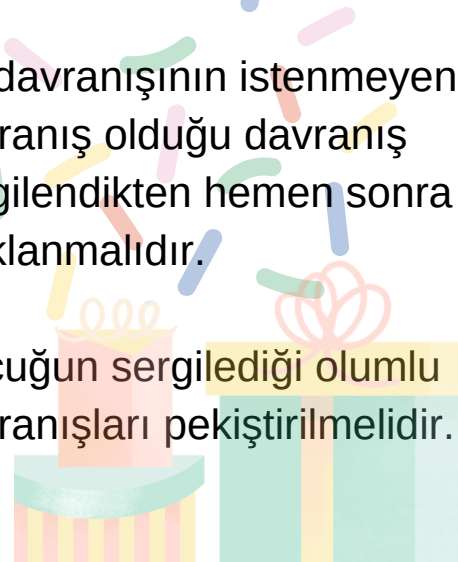 davranışının istenmeyen
ranış olduğu davranış
gilendikten hemen sonra
klanmalıdır.
cuğun sergilediği olumlu
ranışları pekiştirilmelidir.